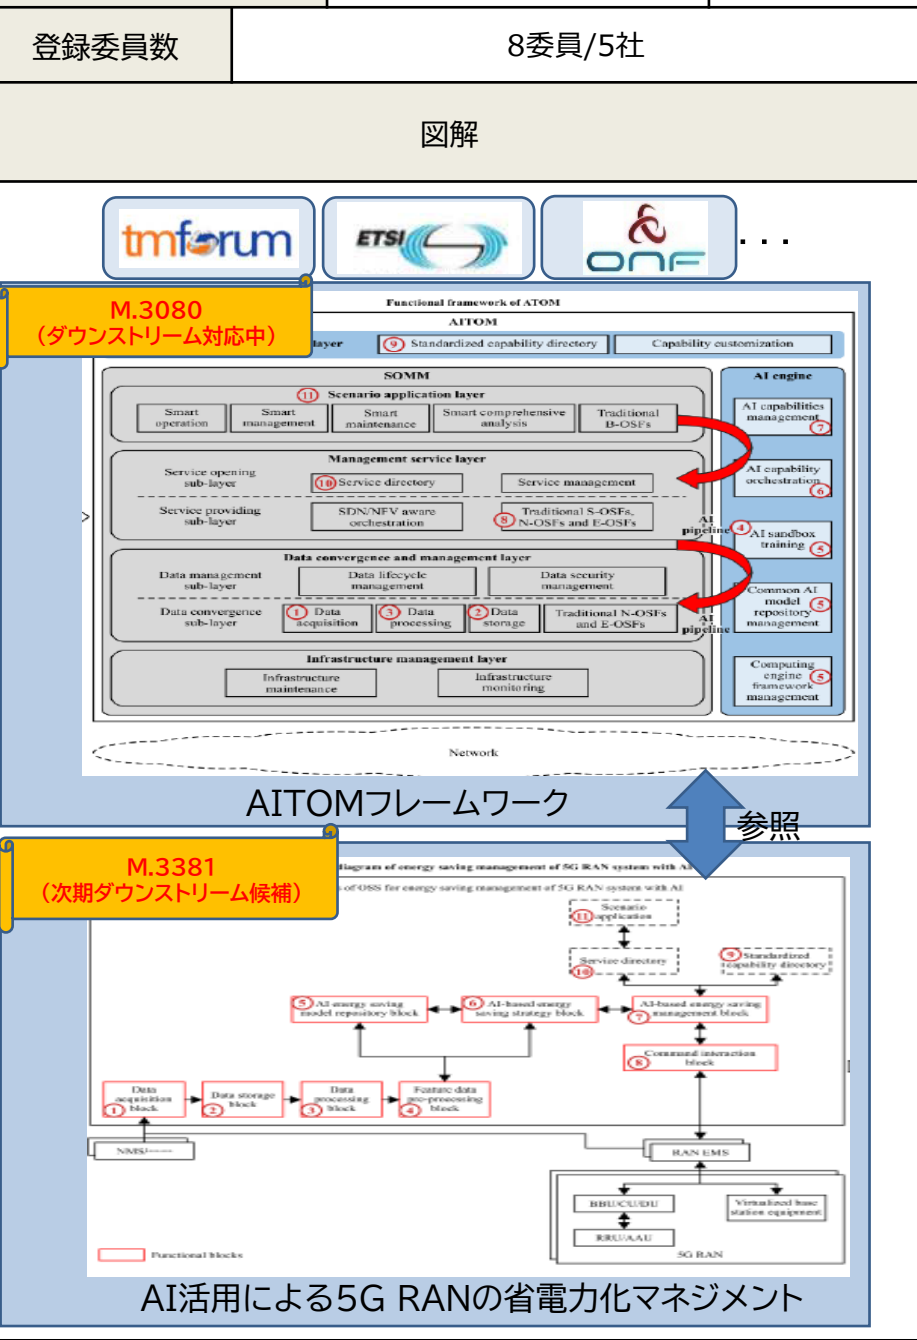 登録委員数
8委員/5社
図解
tmforum
ETSI
ONF
・・・
M.3080
(ダウンストリーム対応中)
Functional framework of ATOM
AITOM
layer
⑨ Standardized capability directory
Capability customization
SOMM
⑪ Scenario application layer
Smart
operation
Smart
management
Smart
maintenance
Smart comprehensive
analysis
Traditional
B-OSFs
Management service layer
Service opening
sub-layer
⑩ Service directory
Service management
Service providing
sub-layer
SDN/NFV aware
orchestration
⑧ Traditional S-OSFs,
N-OSFs and E-OSFs
AI
pipeline
Data convergence and management layer
Data management
sub-layer
Data lifecycle
management
Data security
management
Data convergence
sub-layer
① Data
acquisition
③ Data
processing
② Data
storage
Traditional N-OSFs
and E-OSFs
AI
pipeline
Infrastructure management layer
Infrastructure
maintenance
Infrastructure
monitoring
AI engine
AI capabilities
management ⑦
AI capability
orchestration ⑥
④ AI sandbox
training ⑤
Common AI
model
repository ⑤
management
Computing
engine ⑤
framework
management
Network
AITOMフレームワーク
参照
M.3381
(次期ダウンストリーム候補)
diagram of energy saving management of 5G RAN system with AI
of OSS for energy saving management of 5G RAN system with AI
Scenario
⑪ application
Service directory
⑩
⑨ Standardized
capability directory
⑤ AI energy saving
model repository block
⑥ AI-based energy
saving strategy block
AI-based energy saving
⑦ management block
Command interaction
⑧ block
Data
acquisition
① block
Data storage
② block
Data
processing
③ block
Feature data
pre-processing
④ block
NMS/
RAN EMS
BBU/CU/DU
RRU/AAU
Virtualized base
station equipment
5G RAN
Functional blocks
AI活用による5G RANの省電力化マネジメント